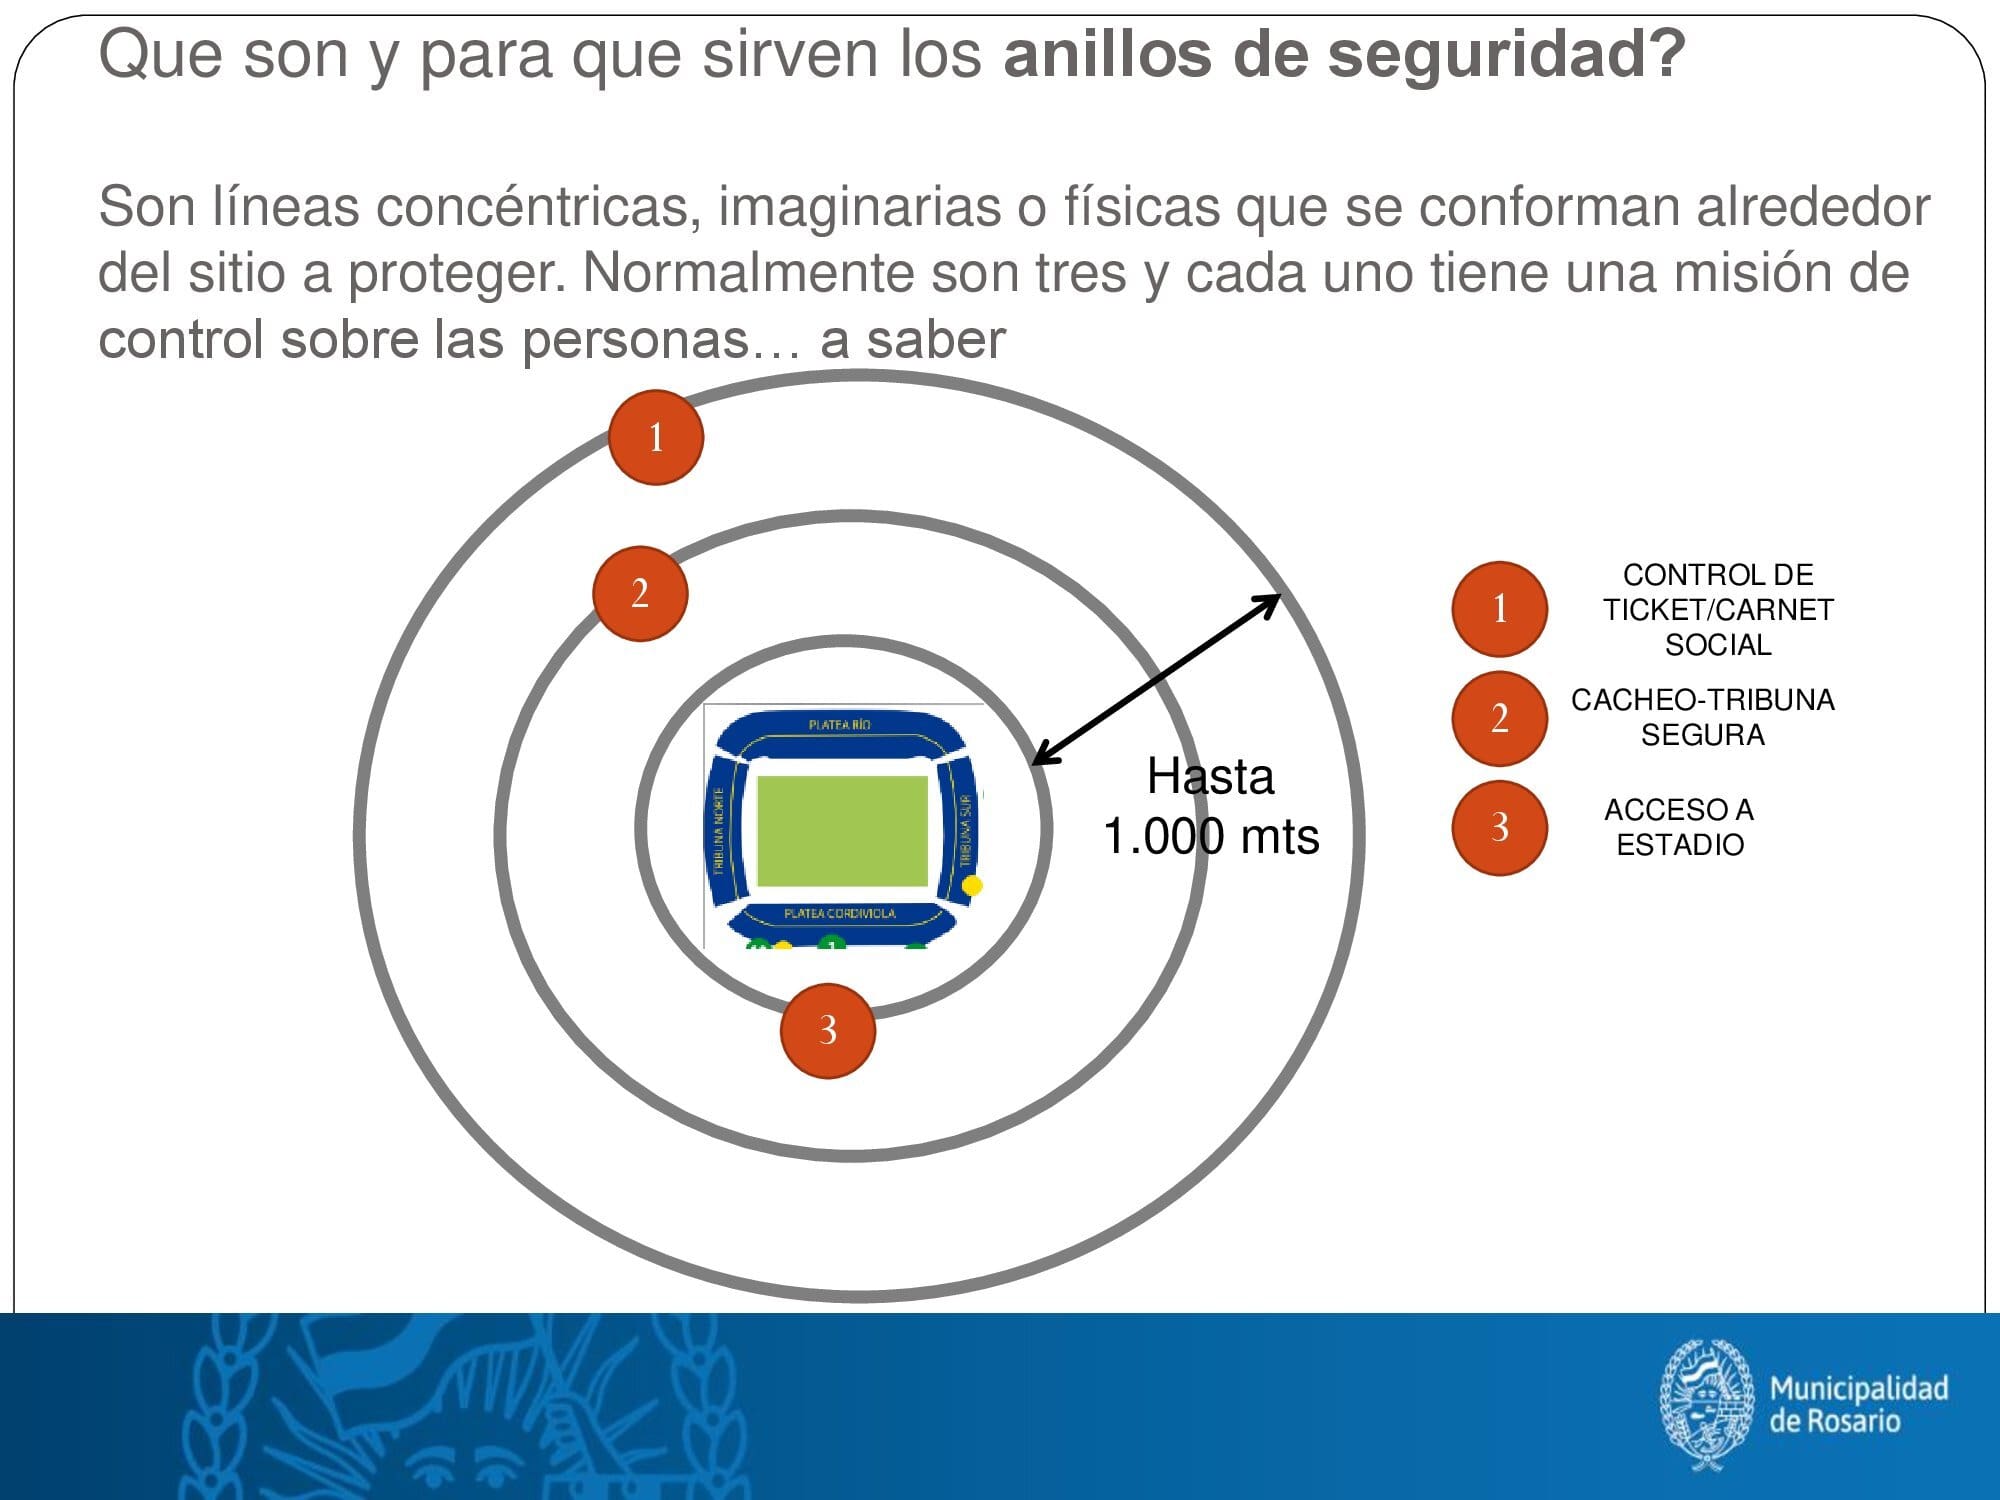 Que son y para que sirven los anillos de seguridad?
Son líneas concéntricas, imaginarias o físicas que se conforman alrededor
del sitio a proteger. Normalmente son tres y cada uno tiene una misión de
control sobre las personas… a saber
1
2
PLATEA RÍO
TRIBUNA NORTE
TRIBUNA SUR
PLATEA CORDIVIOLA
1
3
Hasta
1.000 mts
1
CONTROL DE
TICKET/CARNET
SOCIAL
2
CACHEO-TRIBUNA
SEGURA
3
ACCESO A
ESTADIO
Municipalidad
de Rosario